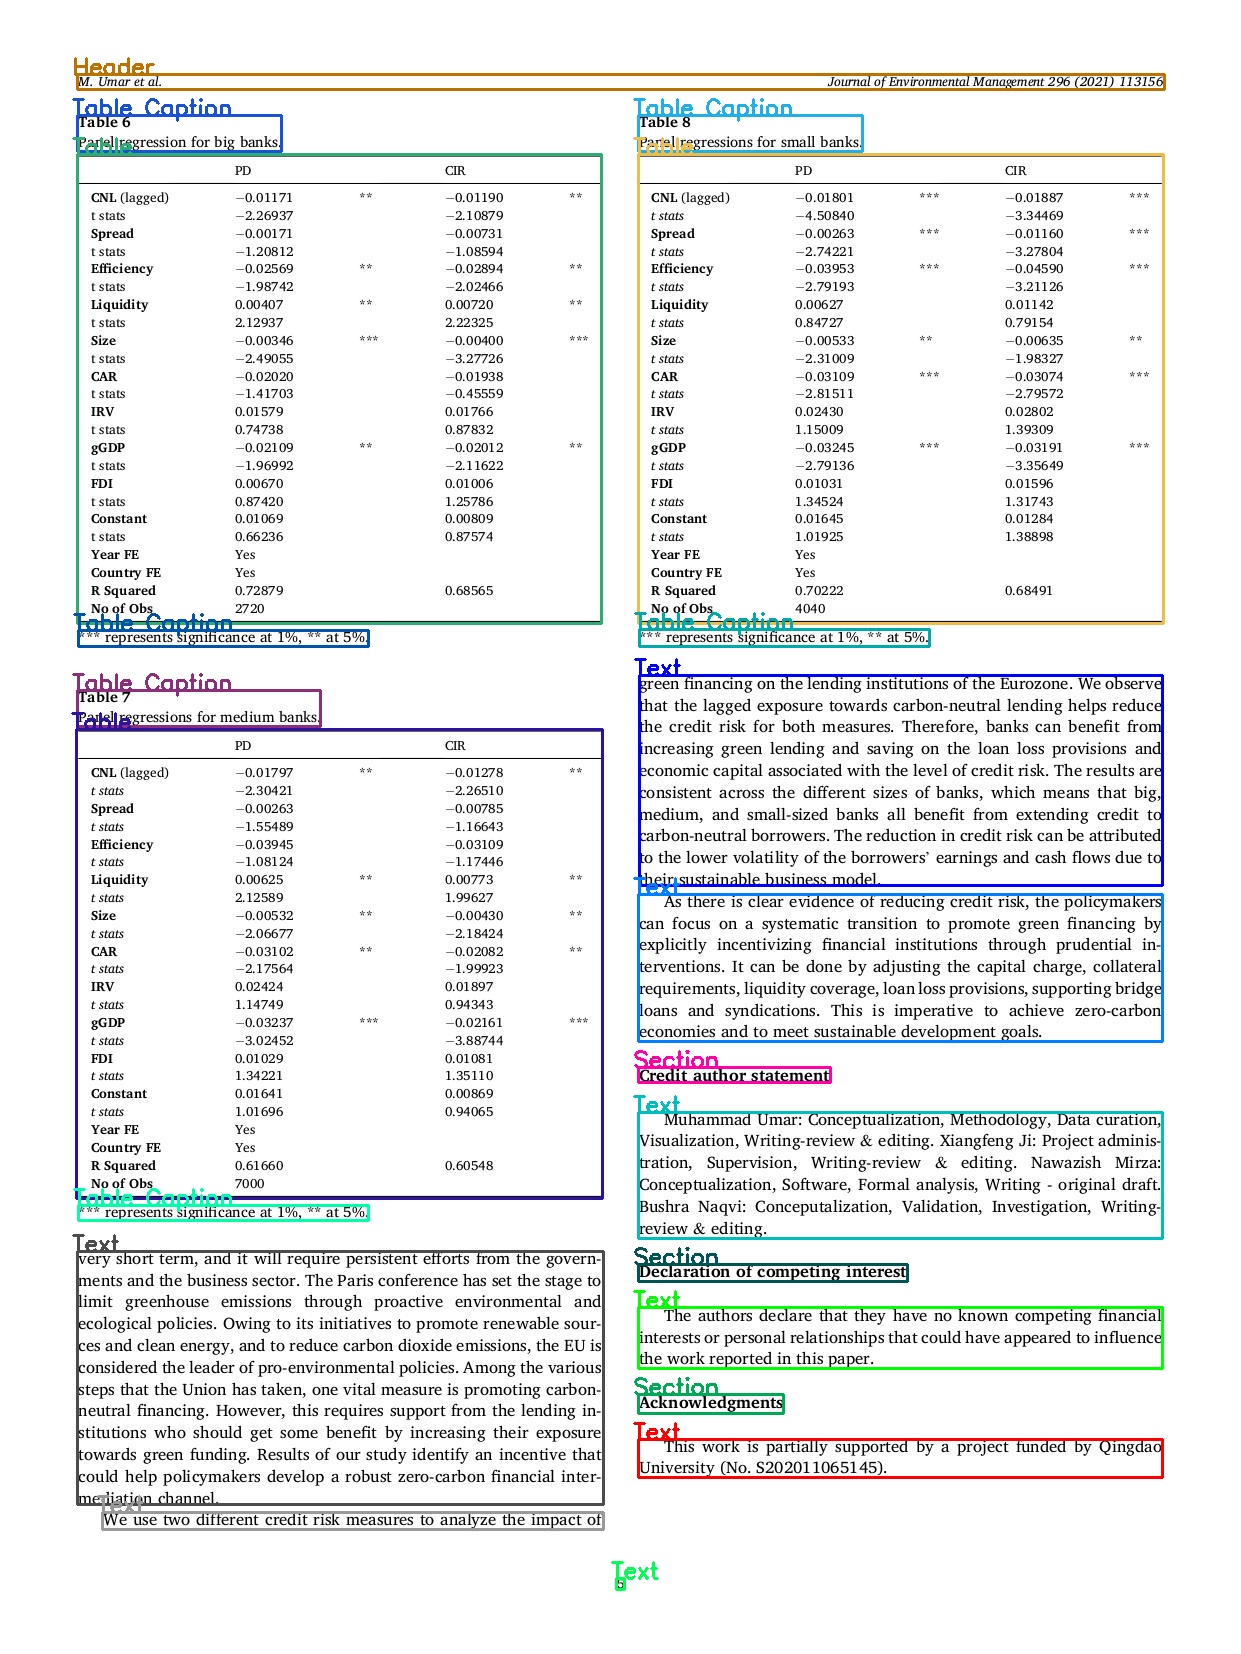 Header
M. Umar et al. Journal of Environmental Management 296 (2021) 113156
Table Caption
Table 6
Panel regression for big banks.
Table
PD CIR
CNL (lagged) −0.01171 ** −0.01190 **
t stats −2.26937 −2.10879
Spread −0.00171 −0.00731
t stats −1.20812 −1.08594
Efficiency −0.02569 ** −0.02894 **
t stats −1.98742 −2.02466
Liquidity 0.00407 ** 0.00720 **
t stats 2.12937 2.22325
Size −0.00346 *** −0.00400 ***
t stats −2.49055 −3.27726
CAR −0.02020 −0.01938
t stats −1.41703 −0.45559
IRV 0.01579 0.01766
t stats 0.74738 0.87832
gGDP −0.02109 ** −0.02012 **
t stats −1.96992 −2.11622
FDI 0.00670 0.01006
t stats 0.87420 1.25786
Constant 0.01069 0.00809
t stats 0.66236 0.87574
Year FE Yes
Country FE Yes
R Squared 0.72879 0.68565
No of Obs 2720
Table Caption
*** represents significance at 1%, ** at 5%.
Table Caption
Table 7
Panel regressions for medium banks.
Table
PD CIR
CNL (lagged) −0.01797 ** −0.01278 **
t stats −2.30421 −2.26510
Spread −0.00263 −0.00785
t stats −1.55489 −1.16643
Efficiency −0.03945 −0.03109
t stats −1.08124 −1.17446
Liquidity 0.00625 ** 0.00773 **
t stats 2.12589 1.99627
Size −0.00532 ** −0.00430 **
t stats −2.06677 −2.18424
CAR −0.03102 ** −0.02082 **
t stats −2.17564 −1.99923
IRV 0.02424 0.01897
t stats 1.14749 0.94343
gGDP −0.03237 *** −0.02161 ***
t stats −3.02452 −3.88744
FDI 0.01029 0.01081
t stats 1.34221 1.35110
Constant 0.01641 0.00869
t stats 1.01696 0.94065
Year FE Yes
Country FE Yes
R Squared 0.61660 0.60548
No of Obs 7000
Table Caption
*** represents significance at 1%, ** at 5%.
Text
very short term, and it will require persistent efforts from the govern-
ments and the business sector. The Paris conference has set the stage to
limit greenhouse emissions through proactive environmental and
ecological policies. Owing to its initiatives to promote renewable sour-
ces and clean energy, and to reduce carbon dioxide emissions, the EU is
considered the leader of pro-environmental policies. Among the various
steps that the Union has taken, one vital measure is promoting carbon-
neutral financing. However, this requires support from the lending in-
stitutions who should get some benefit by increasing their exposure
towards green funding. Results of our study identify an incentive that
could help policymakers develop a robust zero-carbon financial inter-
mediation channel.
Text
We use two different credit risk measures to analyze the impact of
Table Caption
Table 8
Panel regressions for small banks.
Table
PD CIR
CNL (lagged) −0.01801 *** −0.01887 ***
t stats −4.50840 −3.34469
Spread −0.00263 *** −0.01160 ***
t stats −2.74221 −3.27804
Efficiency −0.03953 *** −0.04590 ***
t stats −2.79193 −3.21126
Liquidity 0.00627 0.01142
t stats 0.84727 0.79154
Size −0.00533 ** −0.00635 **
t stats −2.31009 −1.98327
CAR −0.03109 *** −0.03074 ***
t stats −2.81511 −2.79572
IRV 0.02430 0.02802
t stats 1.15009 1.39309
gGDP −0.03245 *** −0.03191 ***
t stats −2.79136 −3.35649
FDI 0.01031 0.01596
t stats 1.34524 1.31743
Constant 0.01645 0.01284
t stats 1.01925 1.38898
Year FE Yes
Country FE Yes
R Squared 0.70222 0.68491
No of Obs 4040
Table Caption
*** represents significance at 1%, ** at 5%.
Text
green financing on the lending institutions of the Eurozone. We observe
that the lagged exposure towards carbon-neutral lending helps reduce
the credit risk for both measures. Therefore, banks can benefit from
increasing green lending and saving on the loan loss provisions and
economic capital associated with the level of credit risk. The results are
consistent across the different sizes of banks, which means that big,
medium, and small-sized banks all benefit from extending credit to
carbon-neutral borrowers. The reduction in credit risk can be attributed
to the lower volatility of the borrowers’ earnings and cash flows due to
their sustainable business model.
Text
As there is clear evidence of reducing credit risk, the policymakers
can focus on a systematic transition to promote green financing by
explicitly incentivizing financial institutions through prudential in-
terventions. It can be done by adjusting the capital charge, collateral
requirements, liquidity coverage, loan loss provisions, supporting bridge
loans and syndications. This is imperative to achieve zero-carbon
economies and to meet sustainable development goals.
Section
Credit author statement
Text
Muhammad Umar: Conceptualization, Methodology, Data curation,
Visualization, Writing-review & editing. Xiangfeng Ji: Project adminis-
tration, Supervision, Writing-review & editing. Nawazish Mirza:
Conceptualization, Software, Formal analysis, Writing - original draft.
Bushra Naqvi: Conceputalization, Validation, Investigation, Writing-
review & editing.
Section
Declaration of competing interest
Text
The authors declare that they have no known competing financial
interests or personal relationships that could have appeared to influence
the work reported in this paper.
Section
Acknowledgments
Text
This work is partially supported by a project funded by Qingdao
University (No. S202011065145).
Text
5